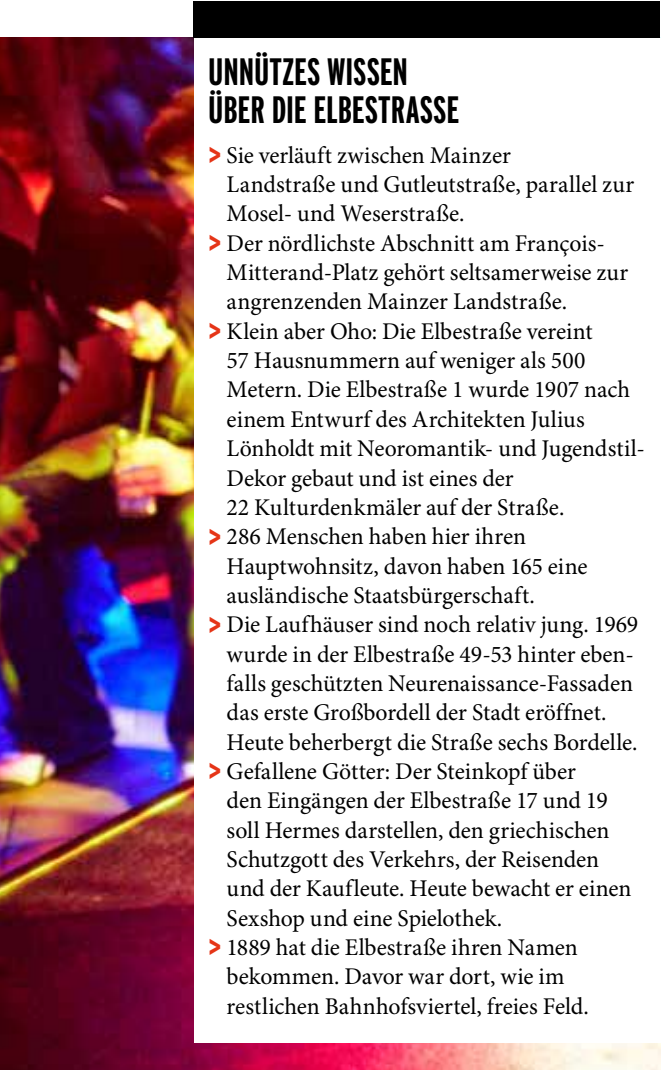 UNNÜTZES WISSEN
ÜBER DIE ELBESTRASSE
> Sie verläuft zwischen Mainzer
Landstraße und Gutleutstraße, parallel zur
Mosel- und Weserstraße.
> Der nördlichste Abschnitt am François-
Mitterand-Platz gehört seltsamerweise zur
angrenzenden Mainzer Landstraße.
> Klein aber Oho: Die Elbestraße vereint
57 Hausnummern auf weniger als 500
Metern. Die Elbestraße 1 wurde 1907 nach
einem Entwurf des Architekten Julius
Lönholdt mit Neoromantik- und Jugendstil-
Dekor gebaut und ist eines der
22 Kulturdenkmäler auf der Straße.
> 286 Menschen haben hier ihren
Hauptwohnsitz, davon haben 165 eine
ausländische Staatsbürgerschaft.
> Die Laufhäuser sind noch relativ jung. 1969
wurde in der Elbestraße 49-53 hinter eben-
falls geschützten Neurenaissance-Fassaden
das erste Großbordell der Stadt eröffnet.
Heute beherbergt die Straße sechs Bordelle.
> Gefallene Götter: Der Steinkopf über
den Eingängen der Elbestraße 17 und 19
soll Hermes darstellen, den griechischen
Schutzgott des Verkehrs, der Reisenden
und der Kaufleute. Heute bewacht er einen
Sexshop und eine Spielothek.
> 1889 hat die Elbestraße ihren Namen
bekommen. Davor war dort, wie im
restlichen Bahnhofsviertel, freies Feld.